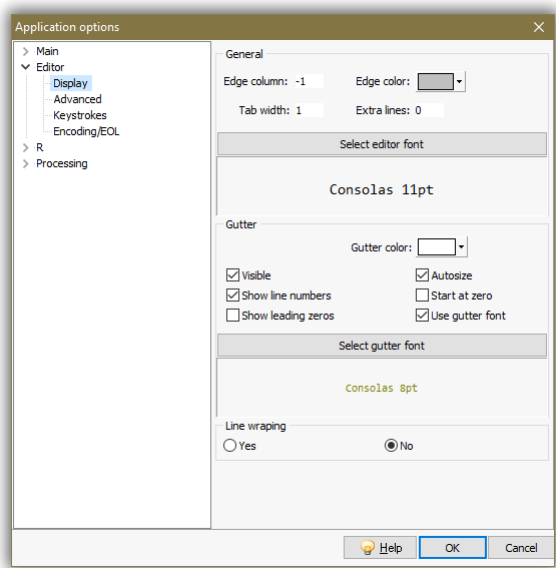 Application options
Main
Editor
Display
Advanced
Keystrokes
Encoding/EOL
R
Processing
General
Edge column: -1 Edge color:
Tab width: 1 Extra lines: 0
Select editor font
Consolas 11pt
Gutter
Gutter color:
Visible Autosize
Show line numbers Start at zero
Show leading zeros Use gutter font
Select gutter font
Consolas 8pt
Line wraping
Yes No
Help OK Cancel